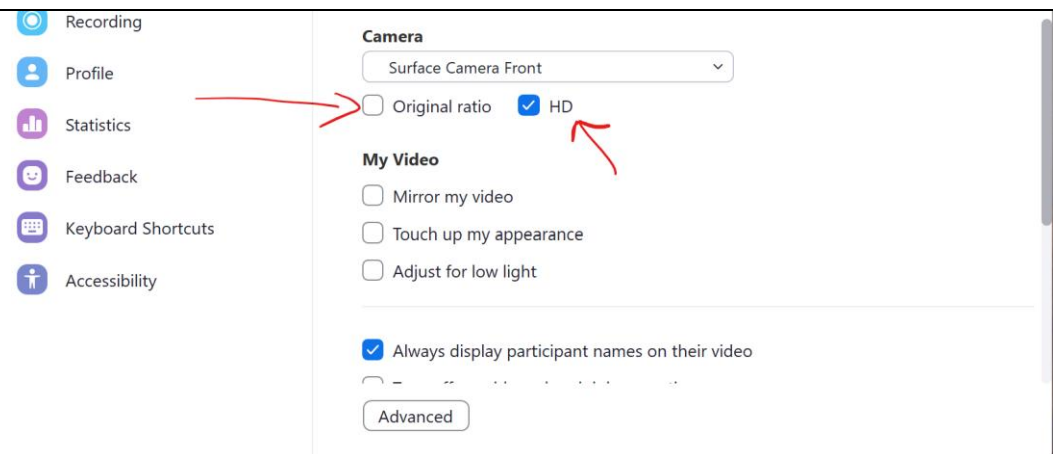 Recording
Profile
Statistics
Feedback
Keyboard Shortcuts
Accessibility
Camera
Surface Camera Front
Original ratio HD
My Video
Mirror my video
Touch up my appearance
Adjust for low light
Always display participant names on their video
Advanced